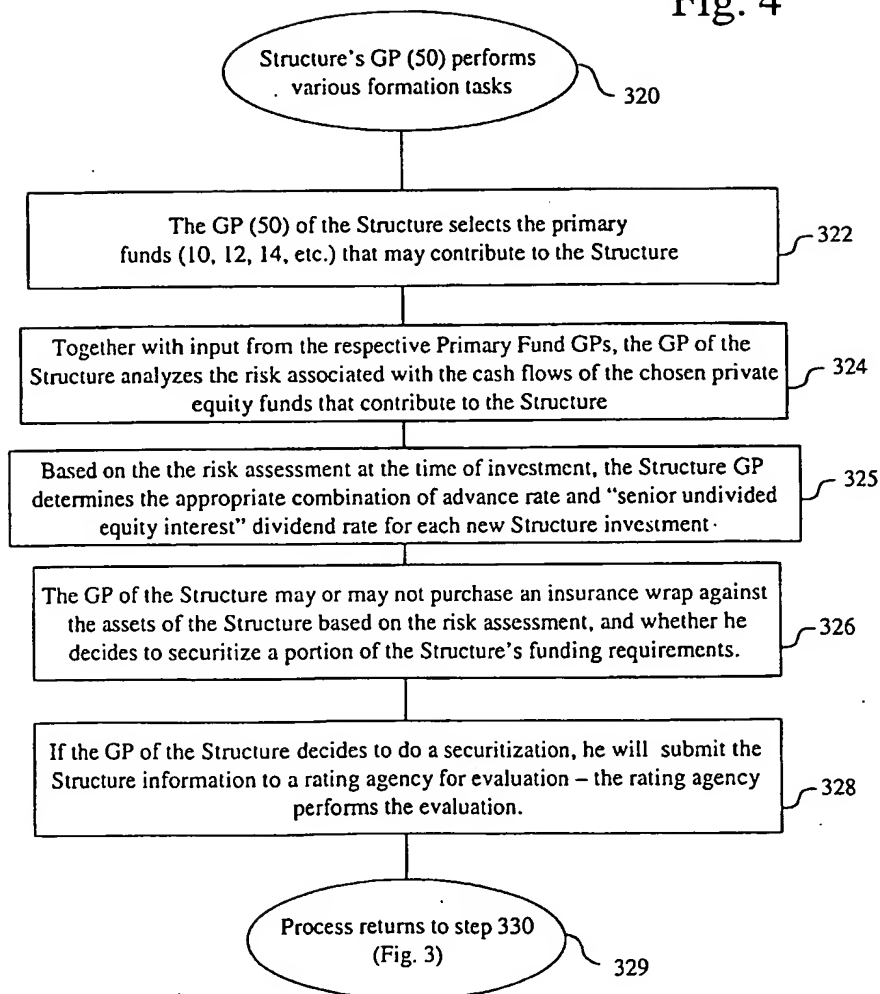 Fig. 4
Structure's GP (50) performs
various formation tasks
320
The GP (50) of the Structure selects the primary
funds (10, 12, 14, etc.) that may contribute to the Structure
322
Together with input from the respective Primary Fund GPs, the GP of the
Structure analyzes the risk associated with the cash flows of the chosen private
equity funds that contribute to the Structure
324
Based on the the risk assessment at the time of investment, the Structure GP
determines the appropriate combination of advance rate and "senior undivided
equity interest" dividend rate for each new Structure investment
325
The GP of the Structure may or may not purchase an insurance wrap against
the assets of the Structure based on the risk assessment, and whether he
decides to securitize a portion of the Structure's funding requirements.
326
If the GP of the Structure decides to do a securitization, he will submit the
Structure information to a rating agency for evaluation – the rating agency
performs the evaluation.
328
Process returns to step 330
(Fig. 3)
329